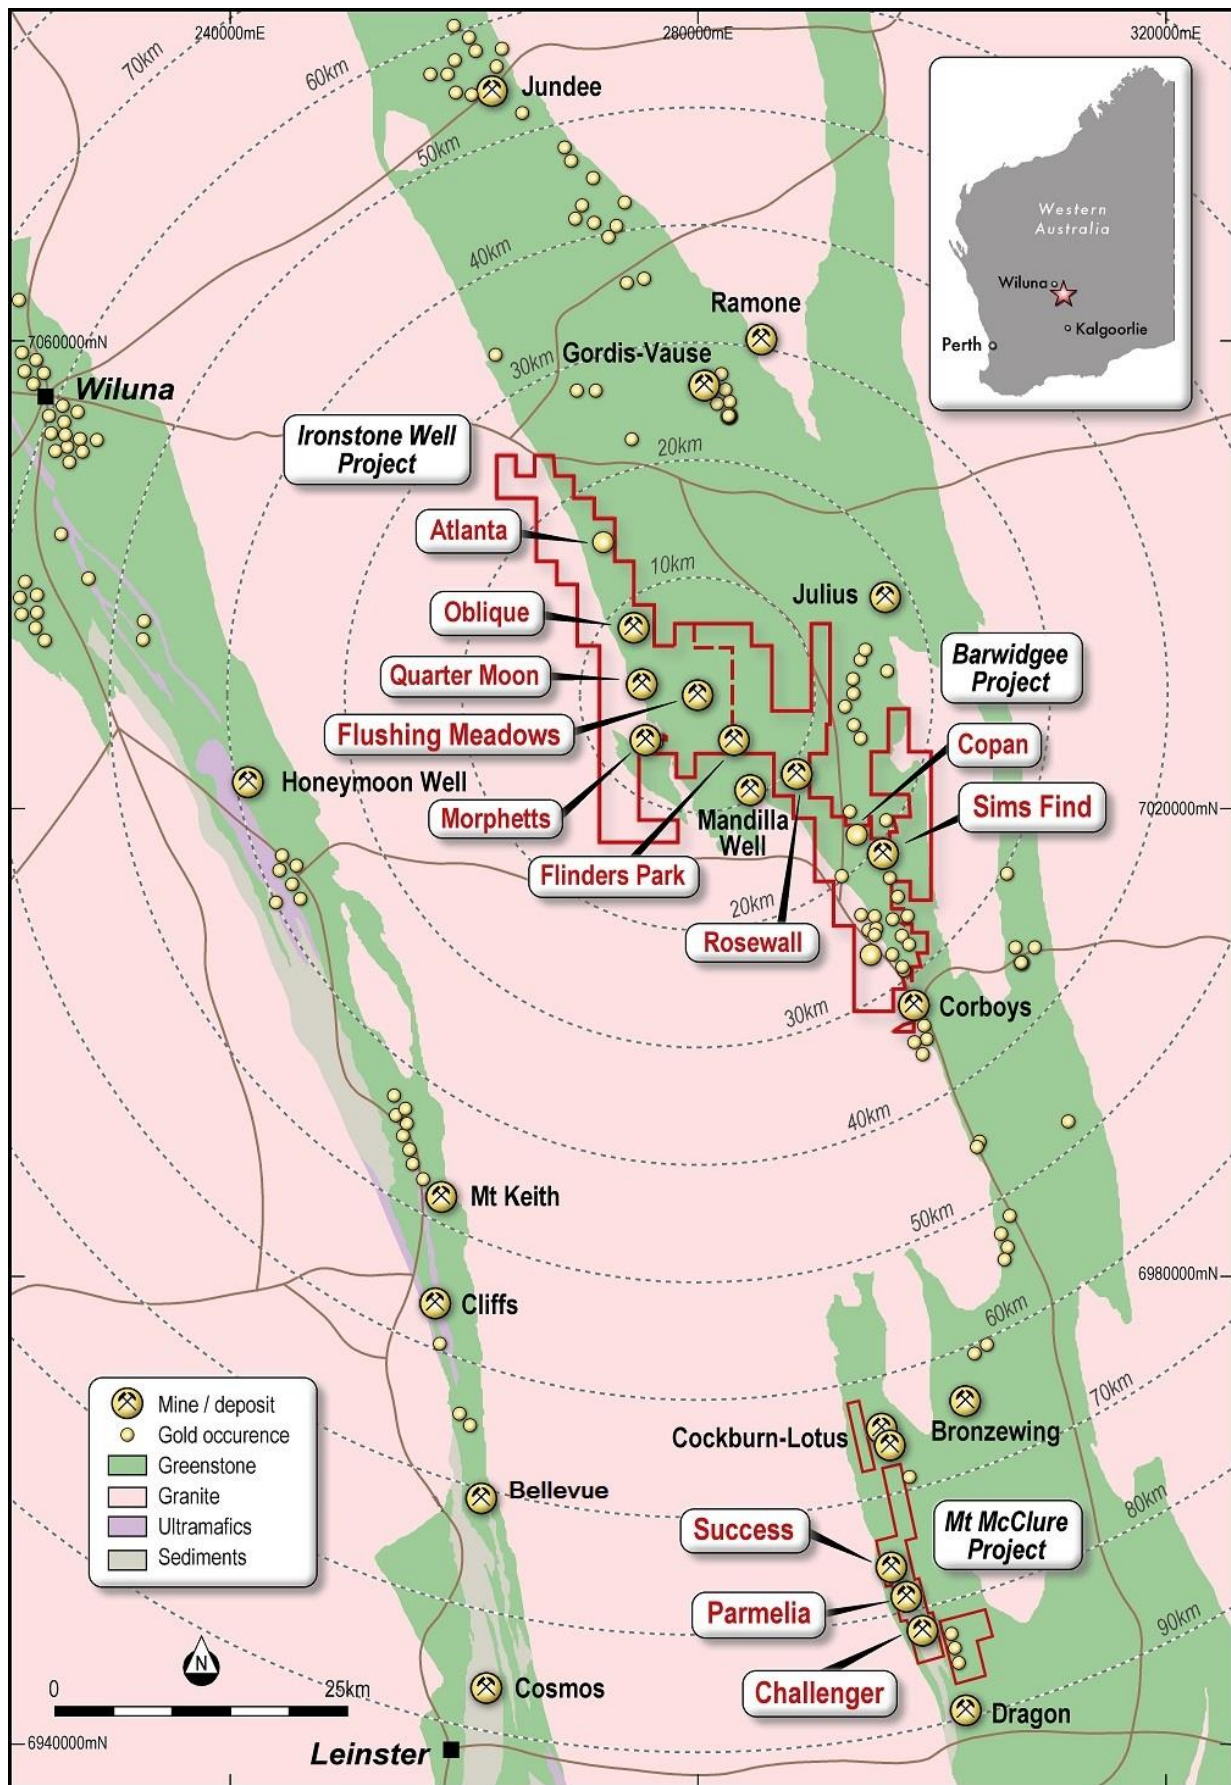 240000mE
280000mE
320000mE
70km
60km
Jundee
50km
Western
Australia
40km
Wiluna
Kalgoorlie
Perth
Ramone
7060000mN
Gordis-Vause
30km
Wiluna
Ironstone Well
Project
20km
Atlanta
10km
Julius
Oblique
Barwidgee
Project
Quarter Moon
Flushing Meadows
Copan
Honeymoon Well
Morphetts
Mandilla
Well
Sims Find
7020000mN
Flinders Park
20km
Rosewall
30km
Corboys
40km
Mt Keith
50km
6980000mN
Cliffs
60km
70km
Mine / deposit
Gold occurence
Greenstone
Granite
Ultramafics
Sediments
Cockburn-Lotus
Bronzewing
Bellevue
80km
Success
Mt McClure
Project
Parmelia
90km
N
0
25km
Cosmos
Challenger
Dragon
6940000mN
Leinster